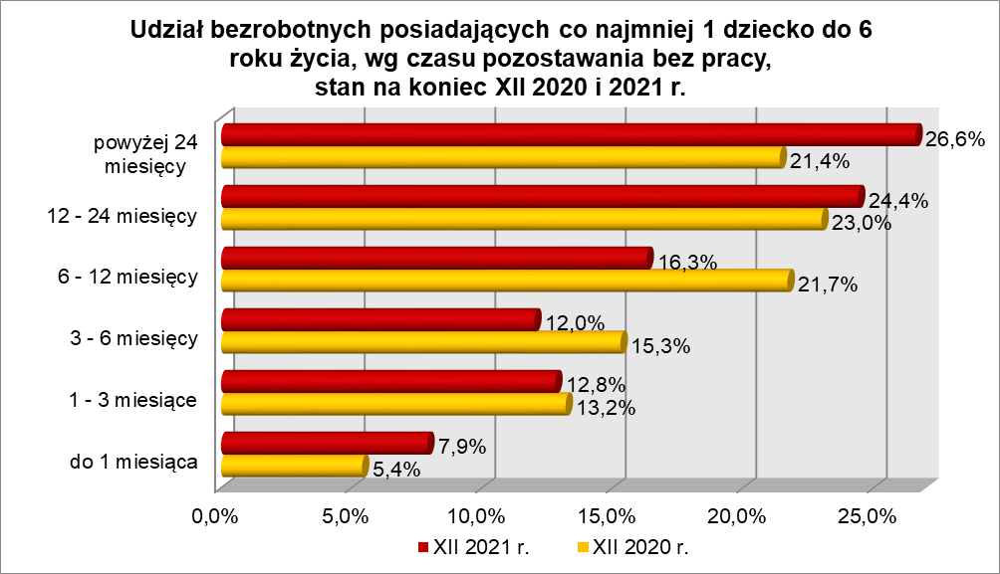 Udział bezrobotnych posiadających co najmniej 1 dziecko do 6
roku życia, wg czasu pozostawania bez pracy,
stan na koniec XII 2020 i 2021 r.
powyżej 24
miesięcy
26,6%
21,4%
12 - 24 miesięcy
24,4%
23,0%
6 - 12 miesięcy
16,3%
21,7%
3 - 6 miesięcy
12,0%
15,3%
1 - 3 miesiące
12,8%
13,2%
do 1 miesiąca
7,9%
5,4%
0,0% 5,0% 10,0% 15,0% 20,0% 25,0%
XII 2021 r. XII 2020 r.